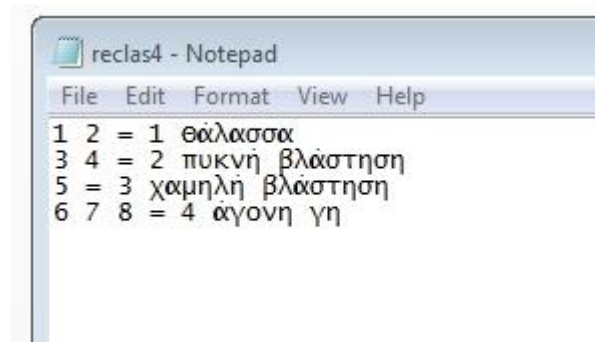 reclas4 - Notepad
File Edit Format View Help
1 2 = 1 θάλασσα
3 4 = 2 πυκνή βλάστηση
5 = 3 χαμηλή βλάστηση
6 7 8 = 4 άγονη γη